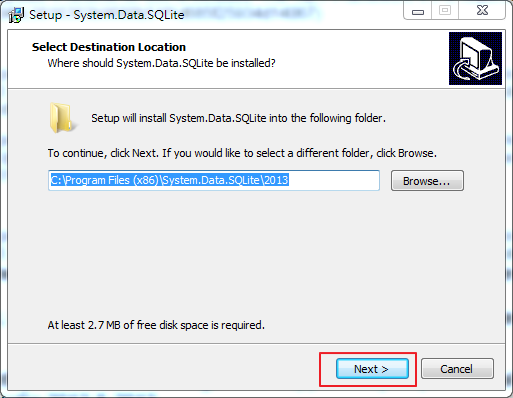 Setup - System.Data.SQLite
Select Destination Location
Where should System.Data.SQLite be installed?
Setup will install System.Data.SQLite into the following folder.
To continue, click Next. If you would like to select a different folder, click Browse.
C:\Program Files (x86)\System.Data.SQLite\2013
Browse...
At least 2.7 MB of free disk space is required.
Next >
Cancel